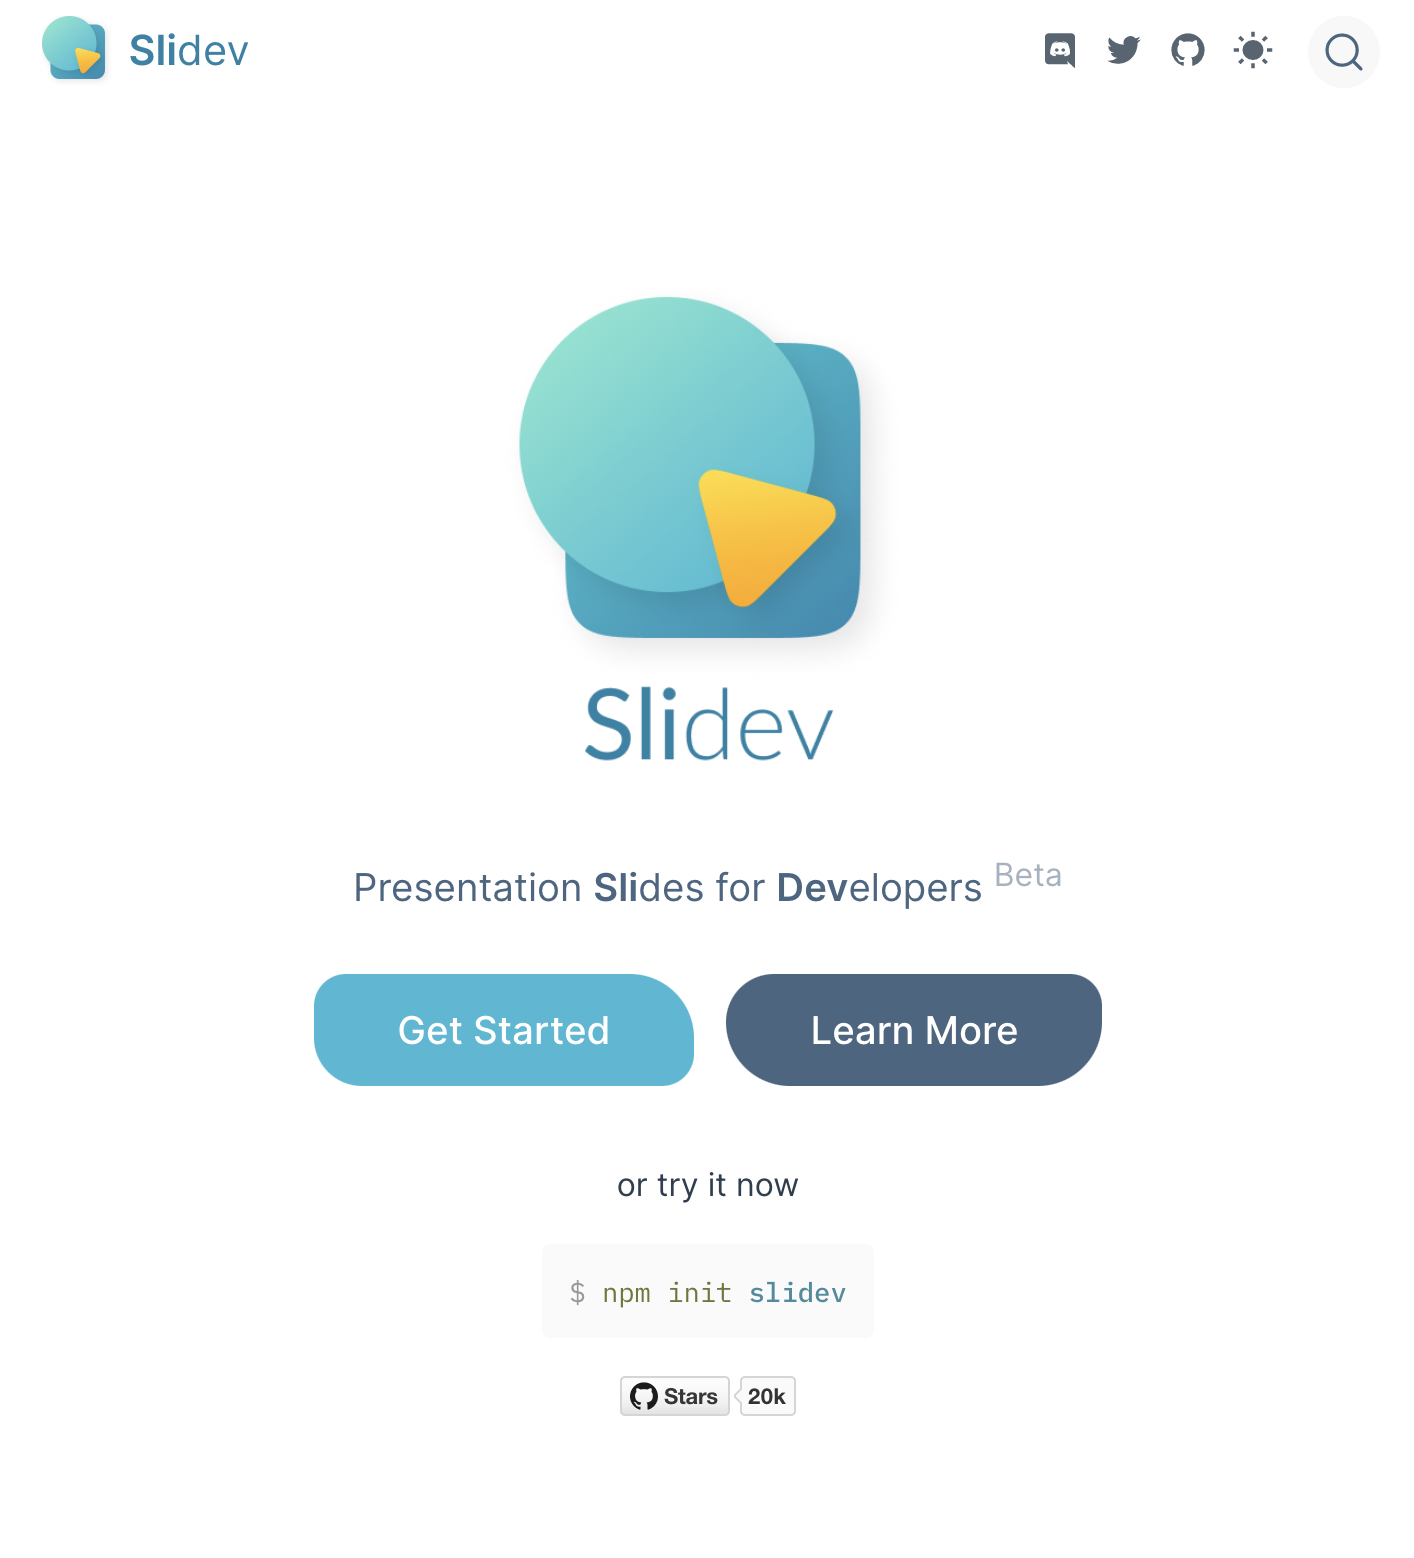 Slidev
Slidev
Presentation Slides for Developers Beta
Get Started
Learn More
or try it now
$ npm init slidev
Stars 20k